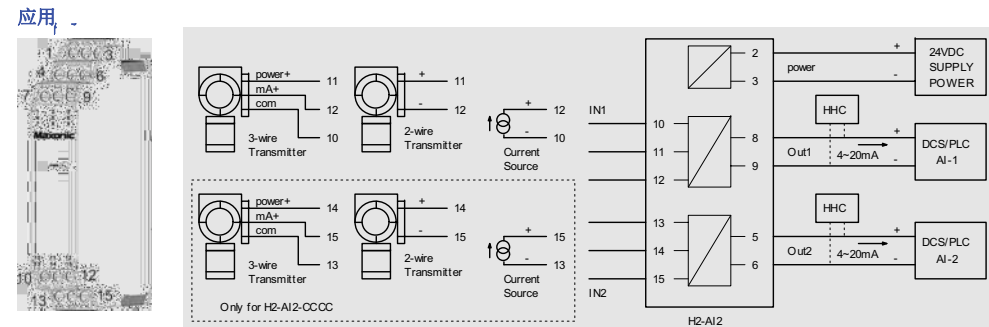 应用
1 3
4 6
7 9
Maxonic
10 12
13 15
power+ 11
mA+ 12
com 10
3-wire
Transmitter
+ 11
- 12
2-wire
Transmitter
+ 12
- 10
Current
Source
power+ 14
mA+ 15
com 13
3-wire
Transmitter
+ 14
- 15
2-wire
Transmitter
+ 15
- 13
Current
Source
Only for H2-AI2-CCCC
IN1
10
11
12
13
14
15
IN2
2
3
8
9
5
6
H2-AI2
power
+
-
24VDC
SUPPLY
POWER
HHC
Out1 4~20mA
+
-
DCS/PLC
AI-1
HHC
Out2 4~20mA
+
-
DCS/PLC
AI-2